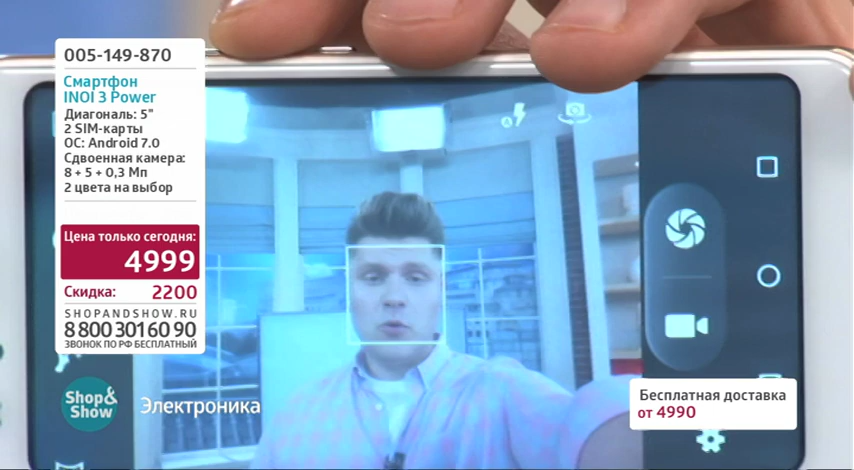 005-149-870
Смартфон
INOI 3 Power
Диагональ: 5"
2 SIM-карты
ОС: Android 7.0
Сдвоенная камера:
8 + 5 + 0,3 Мп
2 цвета на выбор
Цена только сегодня:
4999
Скидка: 2200
SHOPANDSHOW.RU
8 800 301 60 90
ЗВОНОК ПО РФ БЕСПЛАТНЫЙ
Shop&
Show
Электроника
Бесплатная доставка
от 4990
A